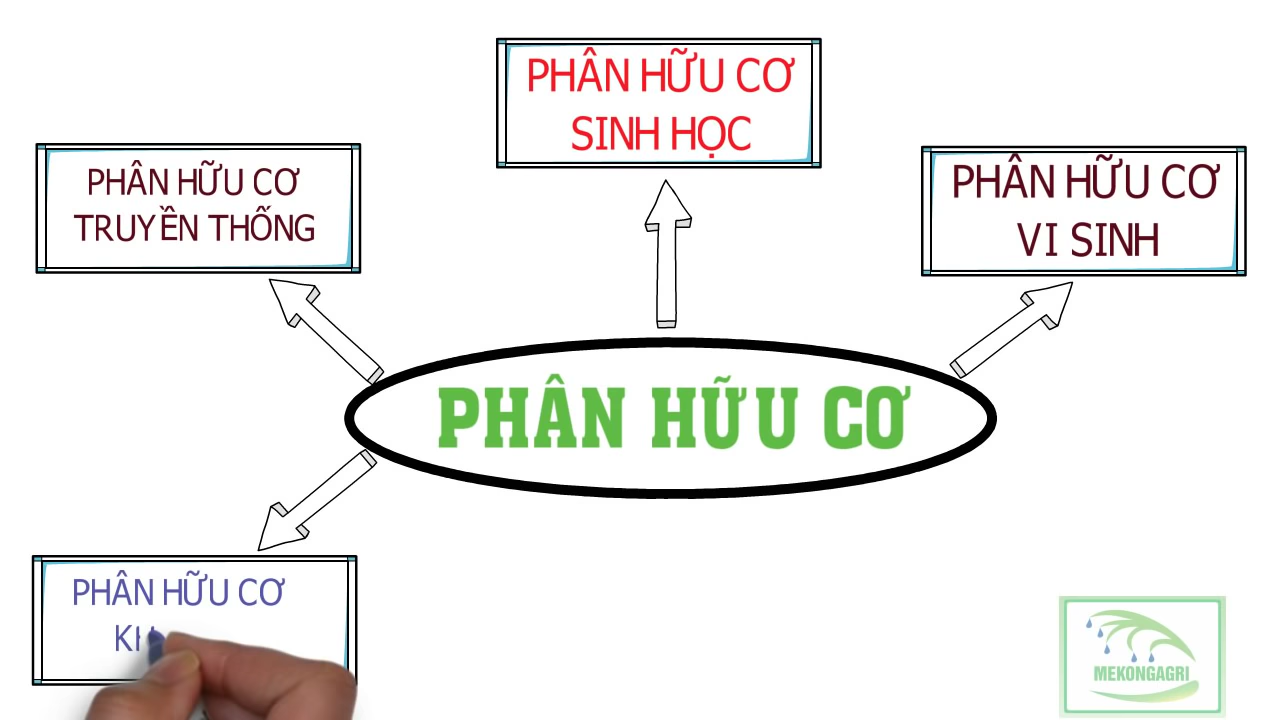 PHÂN HỮU CƠ
SINH HỌC
PHÂN HỮU CƠ
TRUYỀN THỐNG
PHÂN HỮU CƠ
VI SINH
PHÂN HỮU CƠ
PHÂN HỮU CƠ
MEKONGAGRI